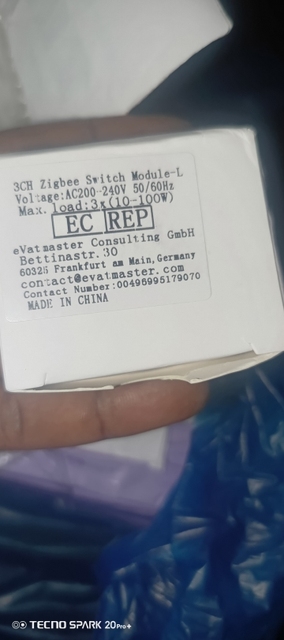 3CH Zigbee Switch Module-L
Voltage:AC200-240V 50/60Hz
Max. load:3x(10-100W)
EC REP
eVatmaster Consulting GmbH
Bettinastr. 30
60325 Frankfurt am Main,Germany
contact@evatmaster.com
Contact Number:00496995179070
MADE IN CHINA
TECNO SPARK 20Pro+